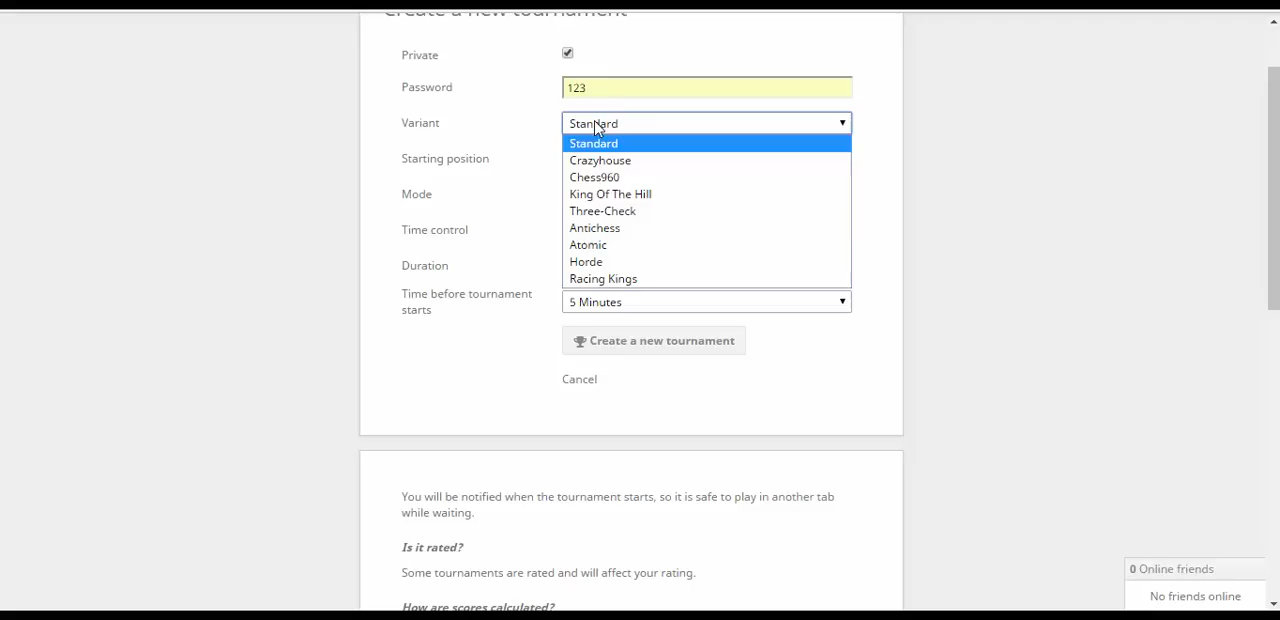 Create a new tournament
Private
Password 123
Variant Standard
Standard
Crazyhouse
Chess960
King Of The Hill
Three-Check
Antichess
Atomic
Horde
Racing Kings
Starting position
Mode
Time control
Duration
Time before tournament
starts
5 Minutes
Create a new tournament
Cancel
You will be notified when the tournament starts, so it is safe to play in another tab
while waiting.
Is it rated?
Some tournaments are rated and will affect your rating.
How are scores calculated?
0 Online friends
No friends online